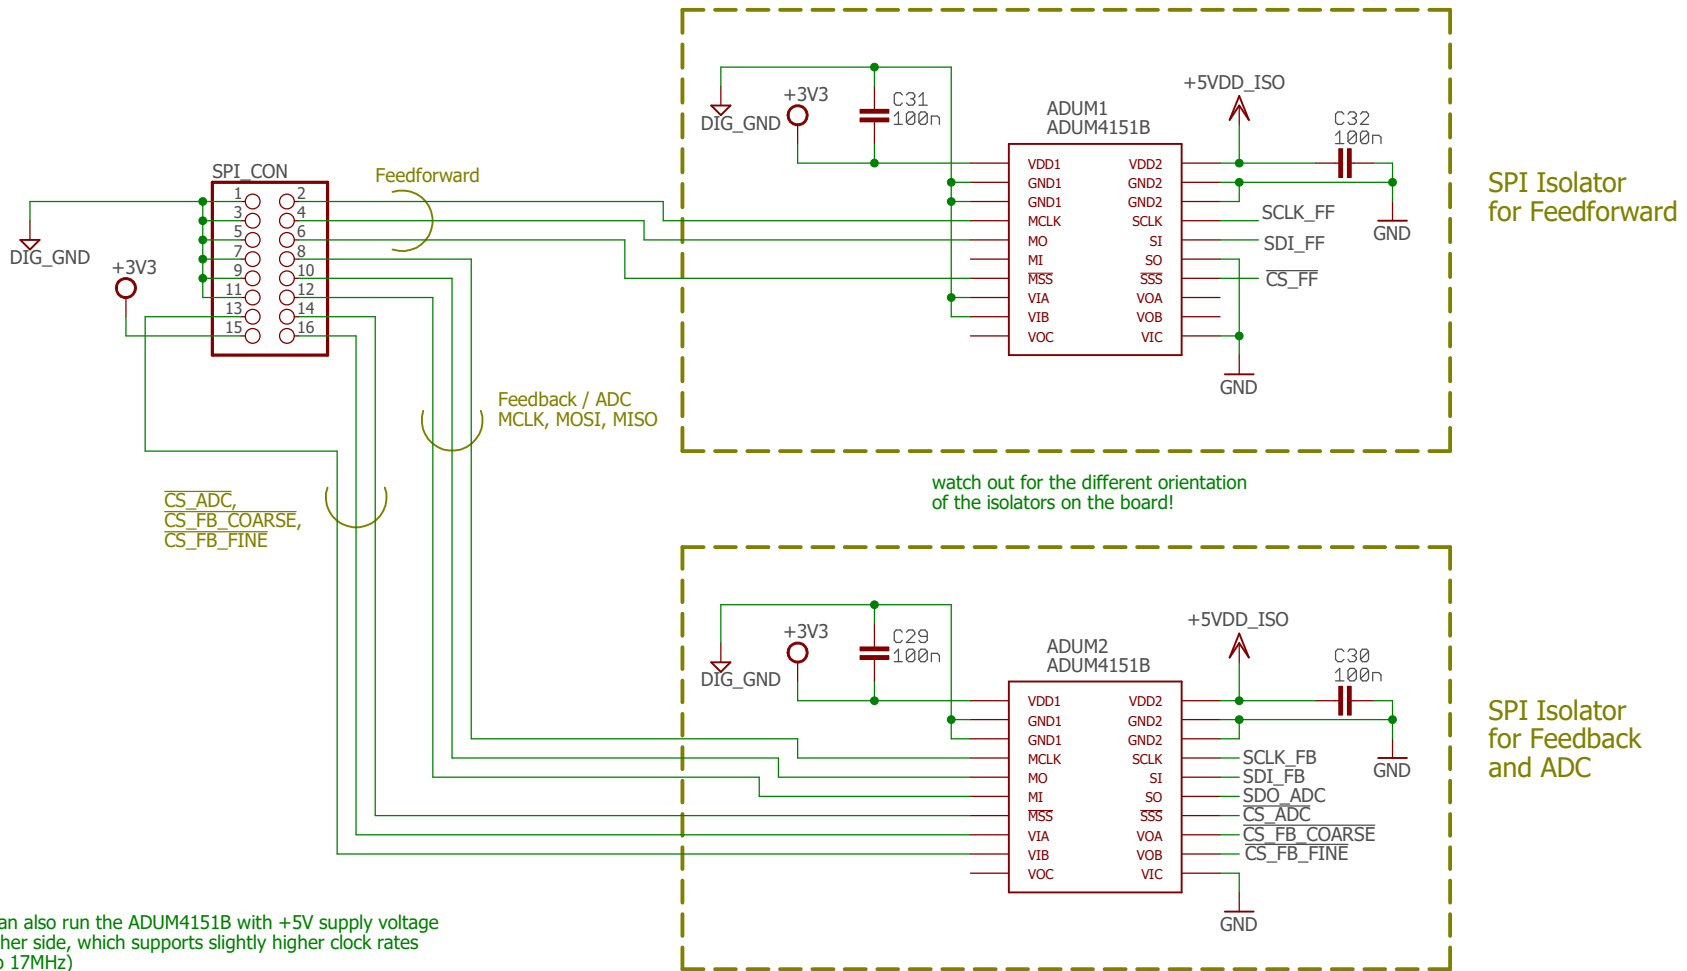 SPI_CON
1
2
3
4
5
6
7
8
9
10
11
12
13
14
15
16
DIG_GND
+3V3
Feedforward
Feedback / ADC
MCLK, MOSI, MISO
CS_ADC,
CS_FB_COARSE,
CS_FB_FINE
DIG_GND
+3V3
C31
100n
ADUM1
ADUM4151B
+5VDD_ISO
C32
100n
VDD1
GND1
GND1
MCLK
MO
MI
MSS
VIA
VIB
VOC
VDD2
GND2
GND2
SCLK
SI
SO
SSS
VOA
VOB
VIC
SCLK_FF
SDI_FF
CS_FF
GND
GND
SPI Isolator
for Feedforward
watch out for the different orientation
of the isolators on the board!
DIG_GND
+3V3
C29
100n
ADUM2
ADUM4151B
+5VDD_ISO
C30
100n
VDD1
GND1
GND1
MCLK
MO
MI
MSS
VIA
VIB
VOC
VDD2
GND2
GND2
SCLK
SI
SO
SSS
VOA
VOB
VIC
SCLK_FB
SDI_FB
SDO_ADC
CS_ADC
CS_FB_COARSE
CS_FB_FINE
GND
GND
SPI Isolator
for Feedback
and ADC
also run the ADUM4151B with +5V supply voltage
side, which supports slightly higher clock rates
17MHz)